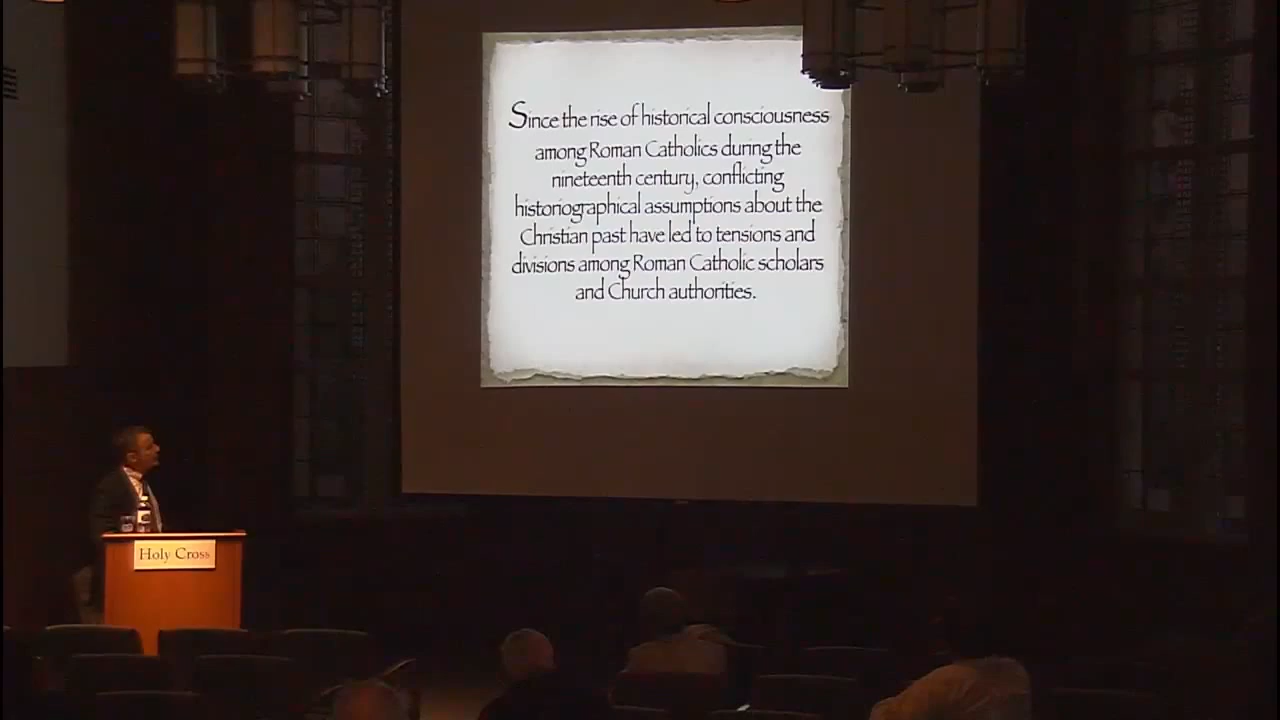 Since the rise of historical consciousness
among Roman Catholics during the
nineteenth century, conflicting
historiographical assumptions about the
Christian past have led to tensions and
divisions among Roman Catholic scholars
and Church authorities.
Holy Cross